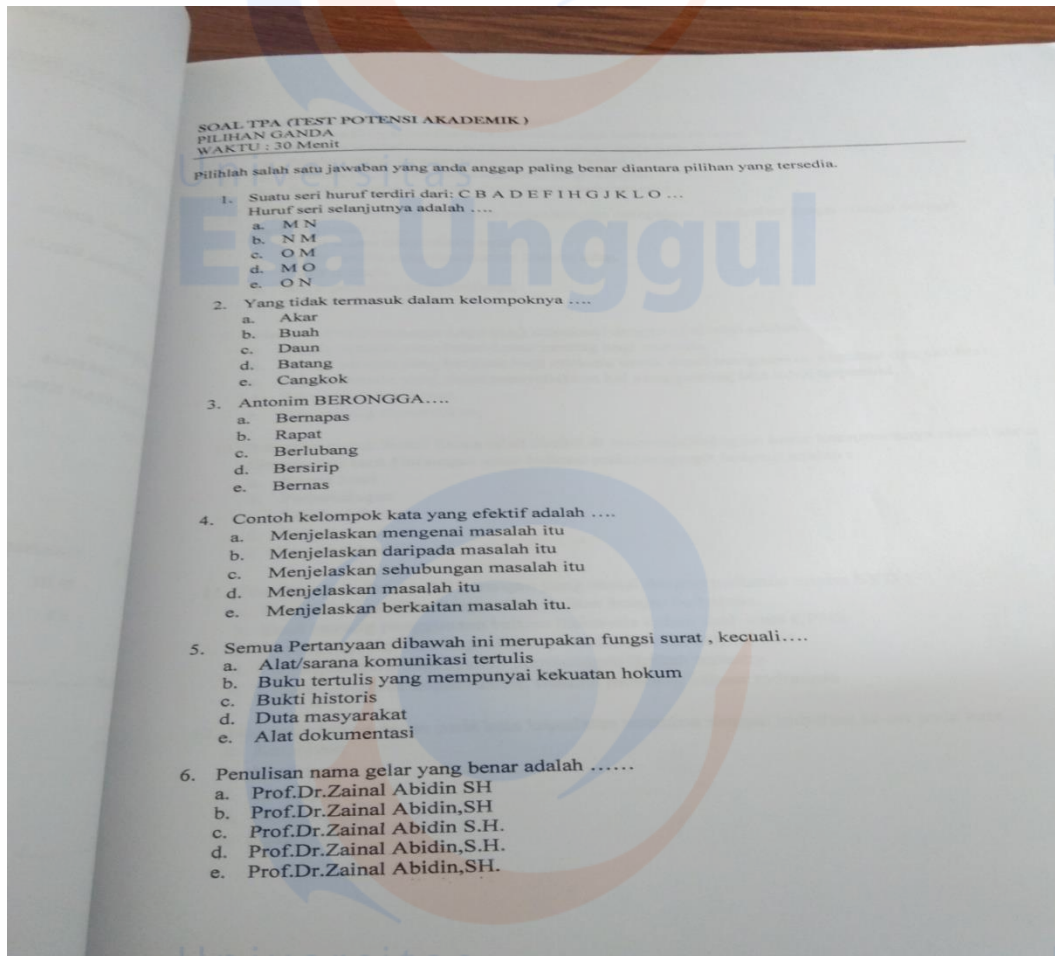 SOAL TPA (TEST POTENSI AKADEMIK )
PILIHAN GANDA
WAKTU : 30 Menit
Universitas
Pilihlah salah satu jawaban yang anda anggap paling benar diantara pilihan yang tersedia.
1. Suatu seri huruf terdiri dari: C B A D E F I H G J K L O ...
Huruf seri selanjutnya adalah ....
Esa Unggul
a. M N
b. N M
c. O M
d. M O
e. O N
2. Yang tidak termasuk dalam kelompoknya ....
a. Akar
b. Buah
c. Daun
d. Batang
e. Cangkok
3. Antonim BERONGGA....
a. Bernapas
b. Rapat
c. Berlubang
d. Bersirip
e. Bernas
4. Contoh kelompok kata yang efektif adalah ....
a. Menjelaskan mengenai masalah itu
b. Menjelaskan daripada masalah itu
c. Menjelaskan sehubungan masalah itu
d. Menjelaskan masalah itu
e. Menjelaskan berkaitan masalah itu.
5. Semua Pertanyaan dibawah ini merupakan fungsi surat , kecuali....
a. Alat/sarana komunikasi tertulis
b. Buku tertulis yang mempunyai kekuatan hokum
c. Bukti historis
d. Duta masyarakat
e. Alat dokumentasi
6. Penulisan nama gelar yang benar adalah ......
a. Prof.Dr.Zainal Abidin SH
b. Prof.Dr.Zainal Abidin,SH
c. Prof.Dr.Zainal Abidin S.H.
d. Prof.Dr.Zainal Abidin,S.H.
e. Prof.Dr.Zainal Abidin,SH.